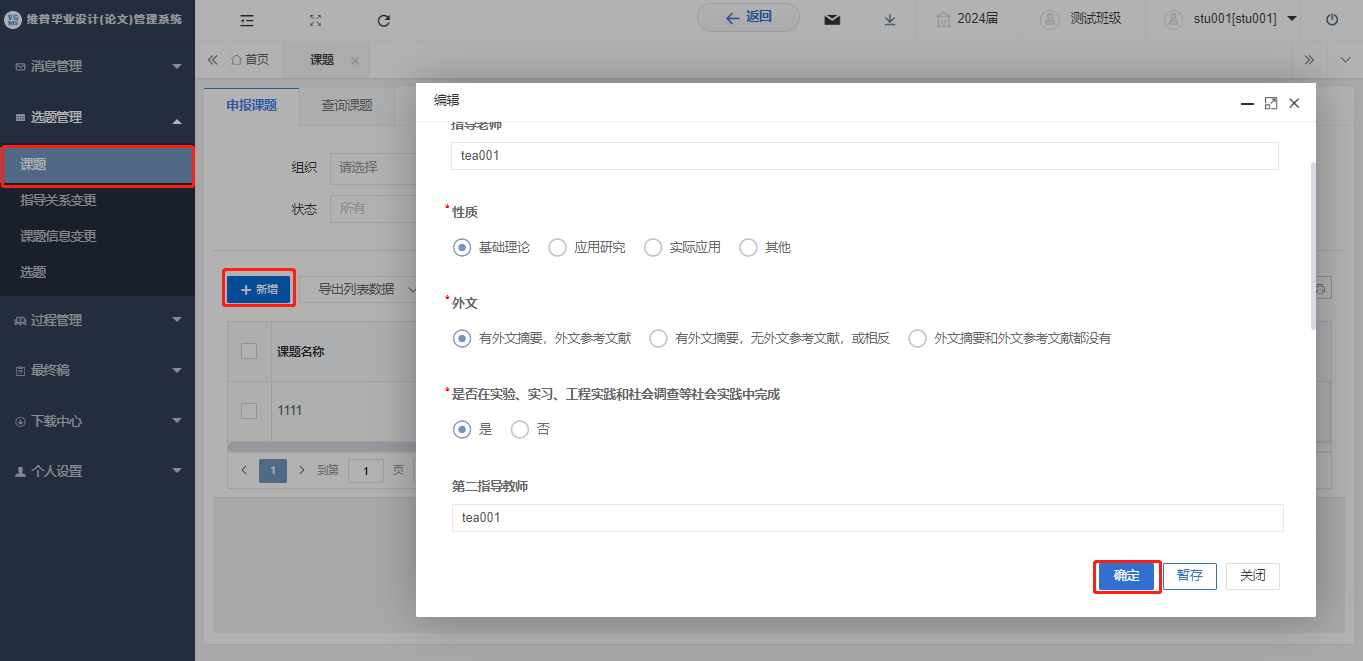 维普毕业设计(论文)管理系统
返回
2024届
测试班级
stu001[stu001]
消息管理
选题管理
课题
指导关系变更
课题信息变更
选题
过程管理
最终稿
下载中心
个人设置
首页
课题
申报课题
查询课题
组织
请选择
状态
所有
新增
导出列表数据
课题名称
1111
1
到第
1
页
编辑
指导老师
tea001
*性质
基础理论
应用研究
实际应用
其他
*外文
有外文摘要，外文参考文献
有外文摘要，无外文参考文献，或相反
外文摘要和外文参考文献都没有
*是否在实验、实习、工程实践和社会调查等社会实践中完成
是
否
第二指导教师
tea001
确定
暂存
关闭